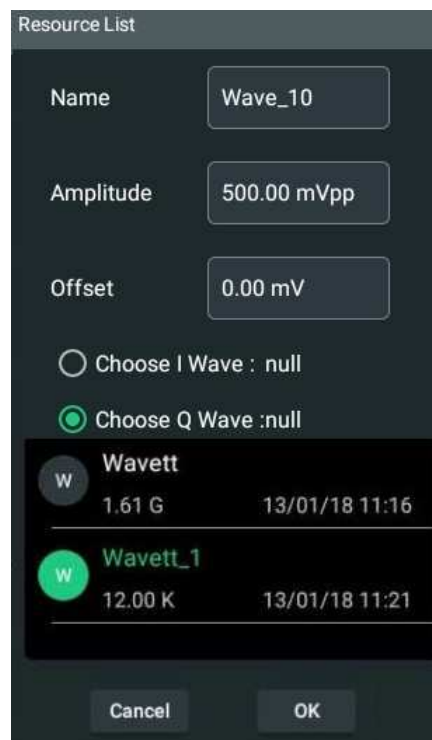 Resource List
Name Wave_10
Amplitude 500.00 mVpp
Offset 0.00 mV
Choose I Wave : null
Choose Q Wave :null
W Wavett
1.61 G 13/01/18 11:16
W Wavett_1
12.00 K 13/01/18 11:21
Cancel OK